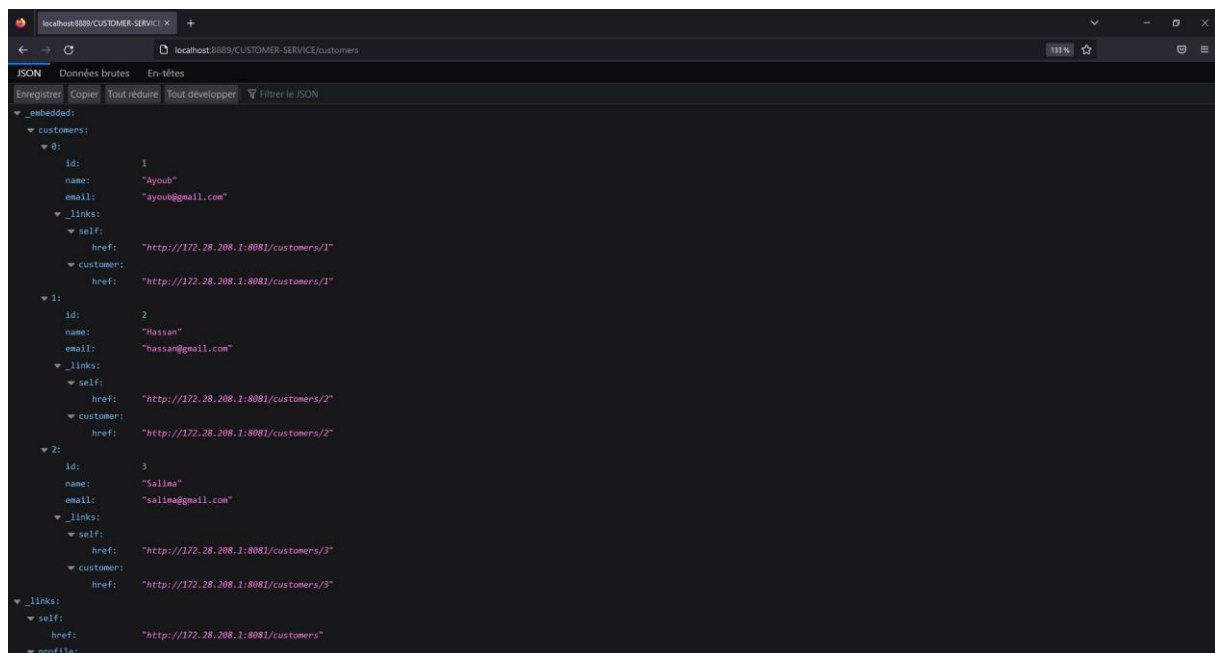 localhost:8889/CUSTOMER-SERVICE
localhost:8889/CUSTOMER-SERVICE/customers
133 %
JSON Données brutes En-têtes
Enregistrer Copier Tout réduire Tout développer Filtrer le JSON
_embedded:
customers:
0:
id: 1
name: "Ayoub"
email: "ayoub@gmail.com"
_links:
self:
href: "http://172.28.208.1:8081/customers/1"
customer:
href: "http://172.28.208.1:8081/customers/1"
1:
id: 2
name: "Hassan"
email: "hassan@gmail.com"
_links:
self:
href: "http://172.28.208.1:8081/customers/2"
customer:
href: "http://172.28.208.1:8081/customers/2"
2:
id: 3
name: "Salima"
email: "salima@gmail.com"
_links:
self:
href: "http://172.28.208.1:8081/customers/3"
customer:
href: "http://172.28.208.1:8081/customers/3"
_links:
self:
href: "http://172.28.208.1:8081/customers"
profile: